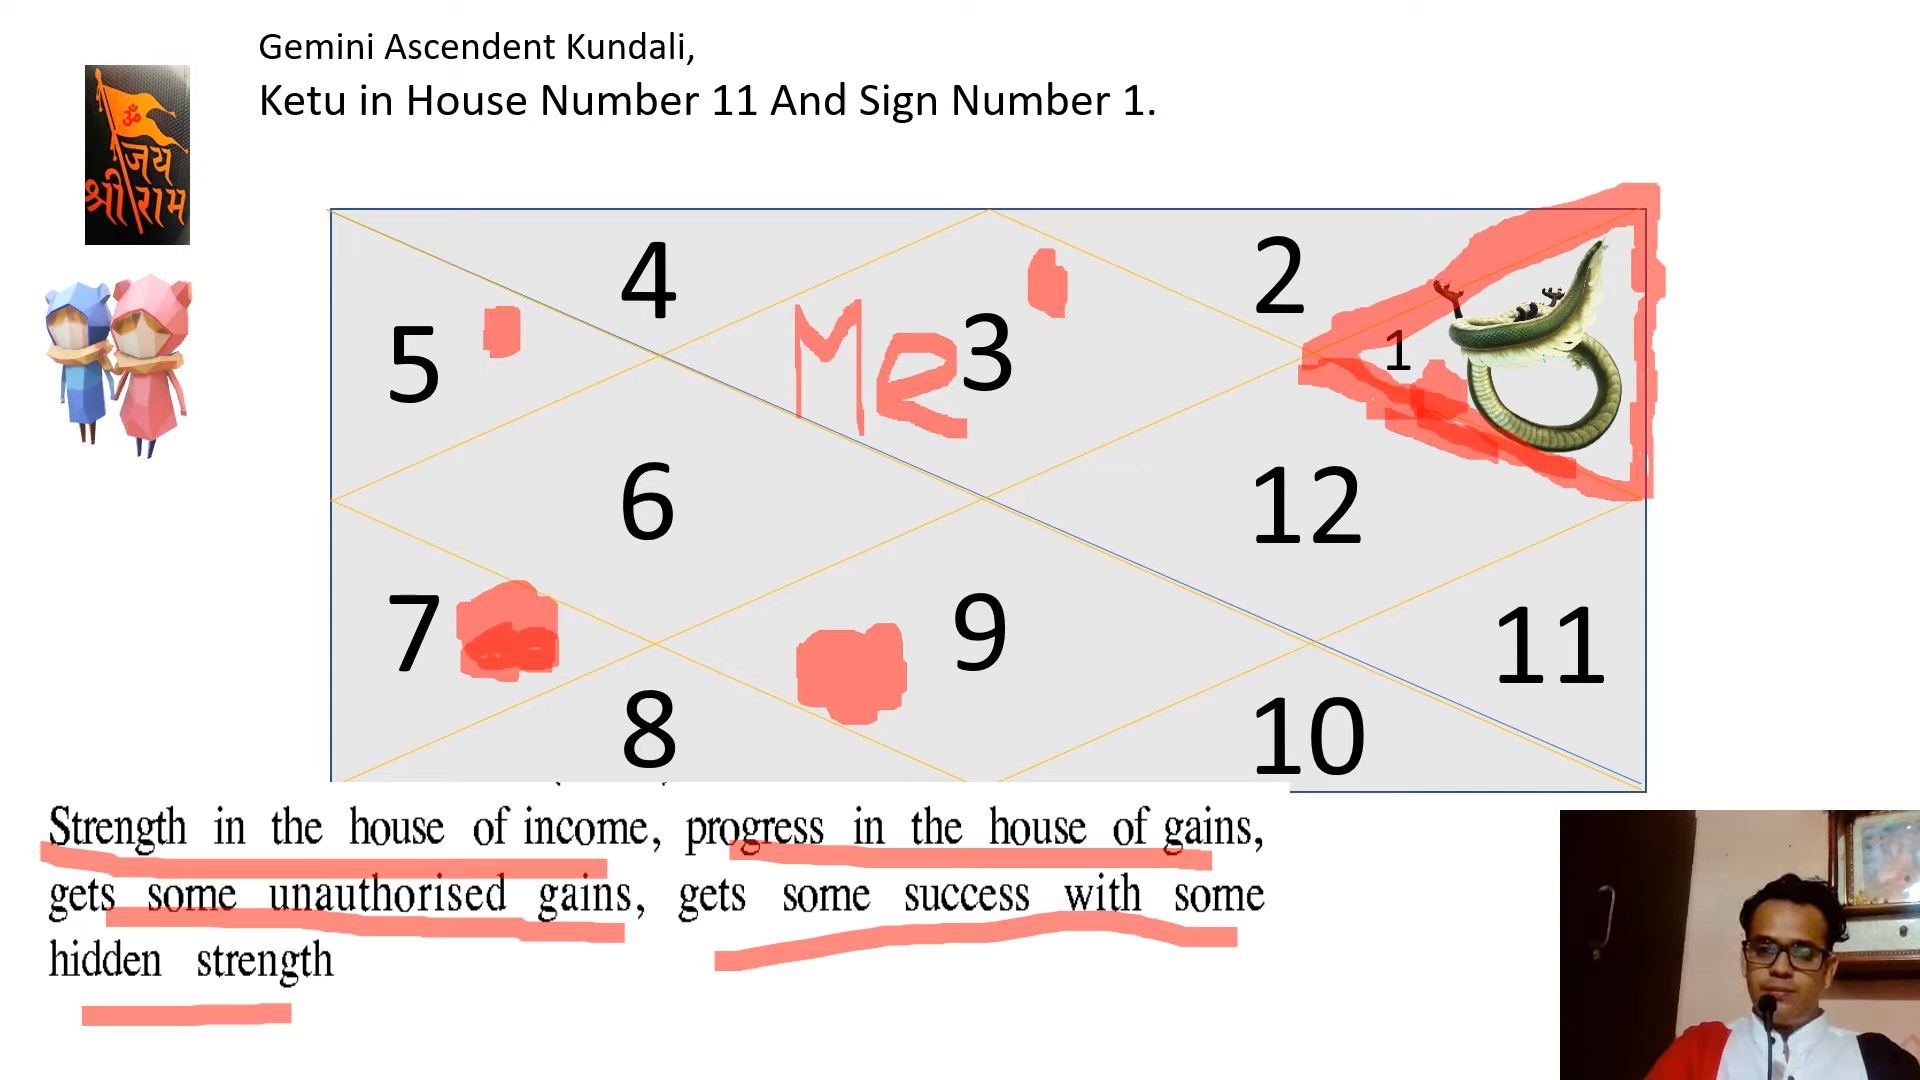 Gemini Ascendent Kundali,
Ketu in House Number 11 And Sign Number 1.
ॐ
जय
श्री राम
4
2
5
Me 3
1
6
12
7
9
11
8
10
Strength in the house of income, progress in the house of gains,
gets some unauthorised gains, gets some success with some
hidden strength